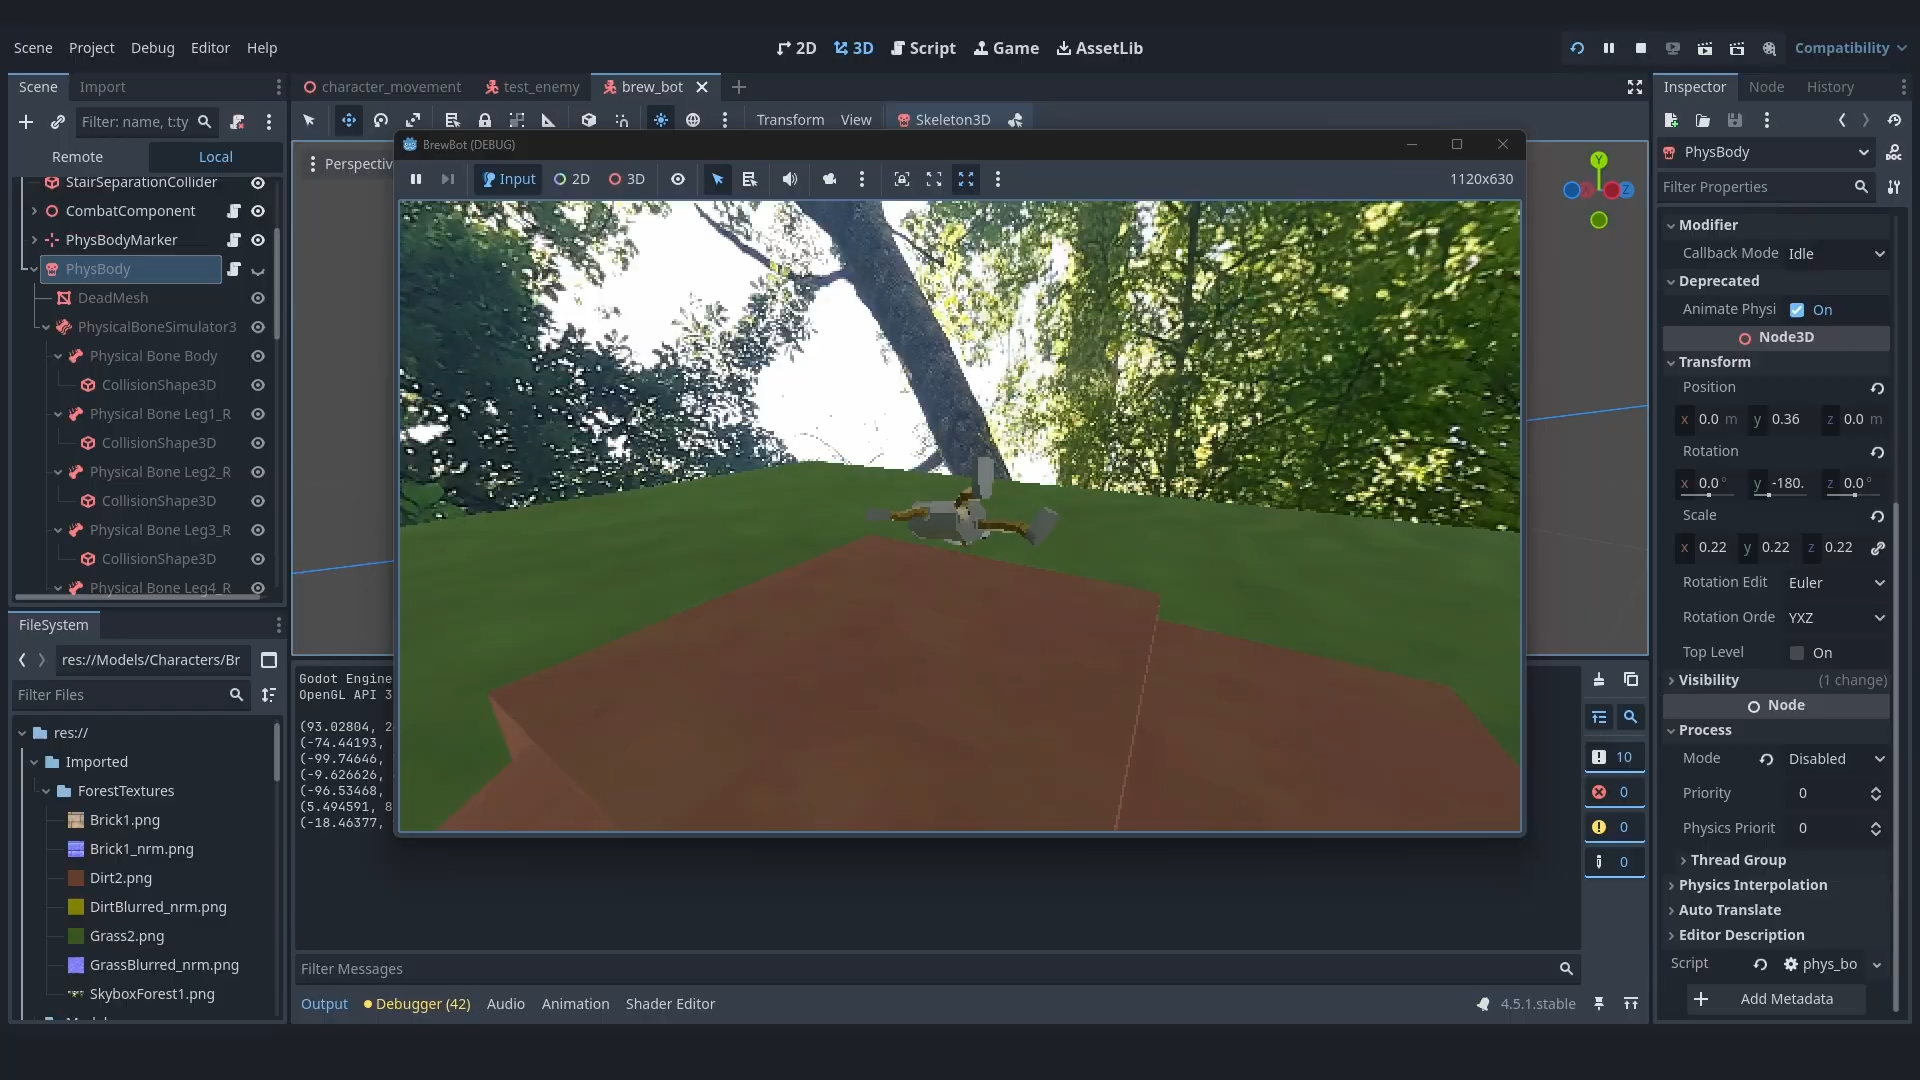 Scene Project Debug Editor Help
2D 3D Script Game AssetLib
Compatibility
Scene Import
Filter: name, t:ty
Remote Local
StairSeparationCollider
CombatComponent
PhysBodyMarker
PhysBody
DeadMesh
PhysicalBoneSimulator3
Physical Bone Body
CollisionShape3D
Physical Bone Leg1_R
CollisionShape3D
Physical Bone Leg2_R
CollisionShape3D
Physical Bone Leg3_R
CollisionShape3D
Physical Bone Leg4_R
FileSystem
res://Models/Characters/Br
Filter Files
res://
Imported
ForestTextures
Brick1.png
Brick1_nrm.png
Dirt2.png
DirtBlurred_nrm.png
Grass2.png
GrassBlurred_nrm.png
SkyboxForest1.png
character_movement test_enemy brew_bot
Transform View Skeleton3D
Perspectiv
BrewBot (DEBUG)
Input 2D 3D 1120x630
Godot Engine
OpenGL API 3
(93.02804, 2
(-74.44193,
(-99.74646,
(-9.626626,
(-96.53468,
(5.494591, 8
(-18.46377,
10
0
0
0
Filter Messages
Output Debugger (42) Audio Animation Shader Editor 4.5.1.stable
Y
Z
Inspector Node History
PhysBody
Filter Properties
Modifier
Callback Mode Idle
Deprecated
Animate Physi On
Node3D
Transform
Position
x 0.0 m y 0.36 z 0.0 m
Rotation
x 0.0 ° y -180. z 0.0 °
Scale
x 0.22 y 0.22 z 0.22
Rotation Edit Euler
Rotation Orde YXZ
Top Level On
Visibility (1 change)
Node
Process
Mode Disabled
Priority 0
Physics Priorit 0
Thread Group
Physics Interpolation
Auto Translate
Editor Description
Script phys_bo
Add Metadata